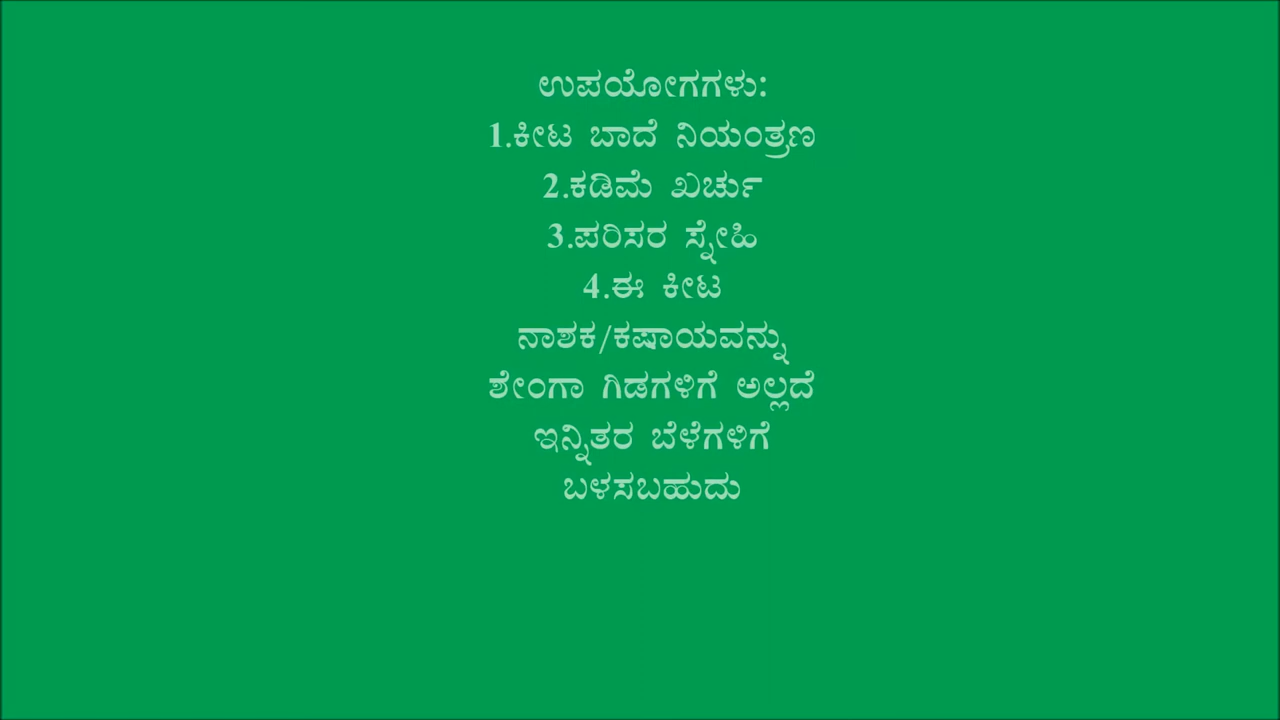 ಉಪಯೋಗಗಳು:
1.ಕೀಟ ಬಾದೆ ನಿಯಂತ್ರಣ
2.ಕಡಿಮೆ ಖರ್ಚು
3.ಪರಿಸರ ಸ್ನೇಹಿ
4.ಈ ಕೀಟ
ನಾಶಕ/ಕಷಾಯವನ್ನು
ಶೇಂಗಾ ಗಿಡಗಳಿಗೆ ಅಲ್ಲದೆ
ಇನ್ನಿತರ ಬೆಳೆಗಳಿಗೆ
ಬಳಸಬಹುದು